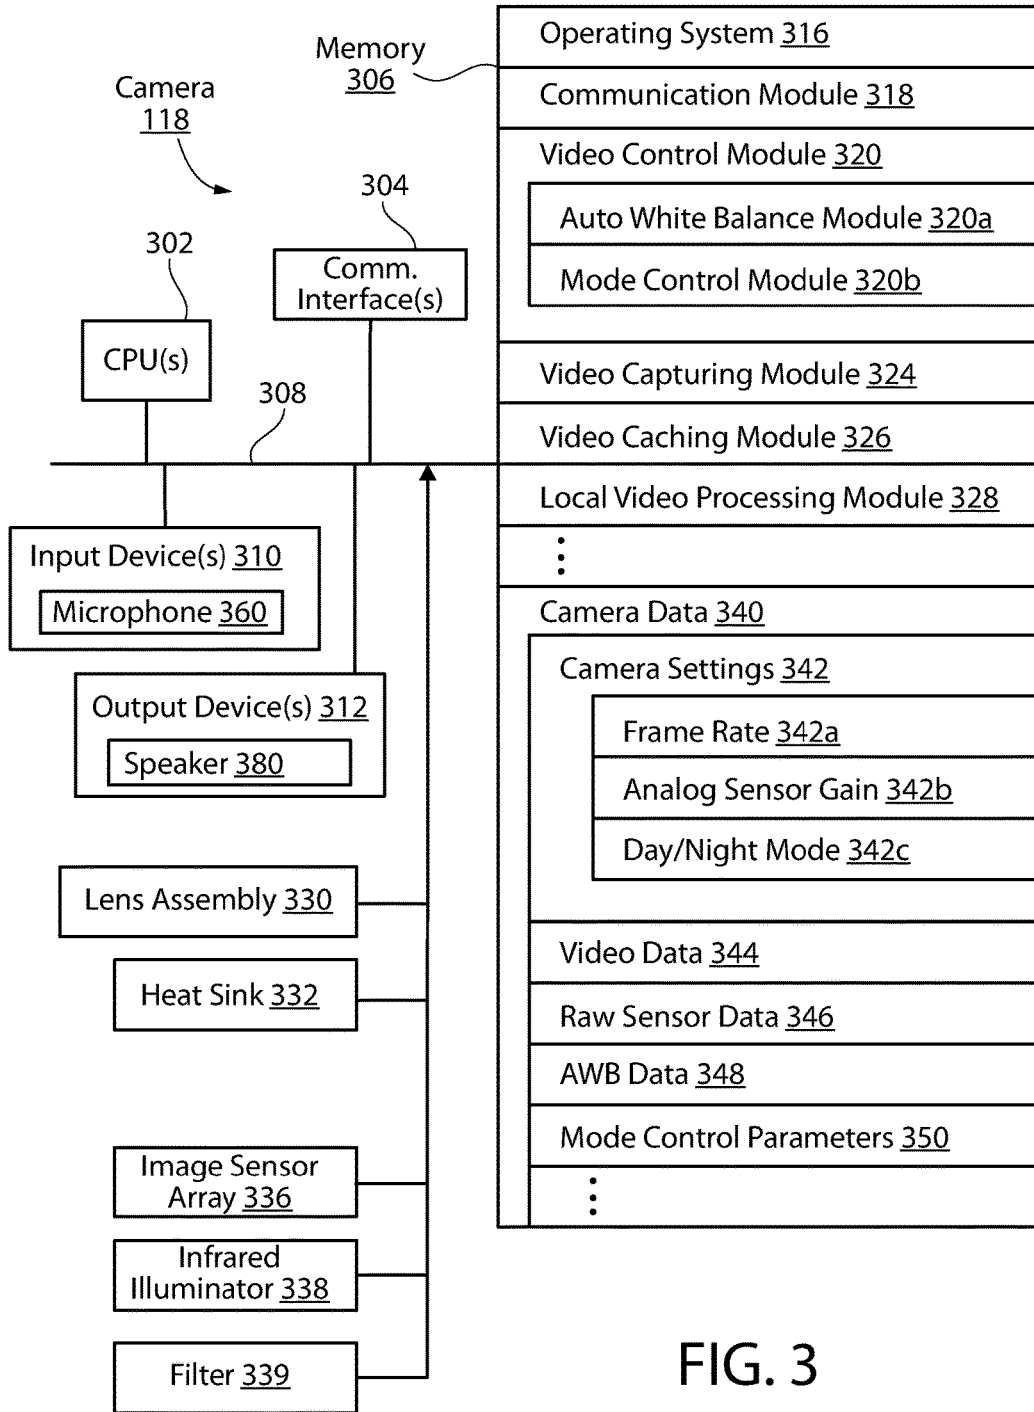 Camera
118
Memory
306
302
CPU(s)
304
Comm.
Interface(s)
308
Input Device(s) 310
Microphone 360
Output Device(s) 312
Speaker 380
Lens Assembly 330
Heat Sink 332
Image Sensor
Array 336
Infrared
Illuminator 338
Filter 339
Operating System 316
Communication Module 318
Video Control Module 320
Auto White Balance Module 320a
Mode Control Module 320b
Video Capturing Module 324
Video Caching Module 326
Local Video Processing Module 328
Camera Data 340
Camera Settings 342
Frame Rate 342a
Analog Sensor Gain 342b
Day/Night Mode 342c
Video Data 344
Raw Sensor Data 346
AWB Data 348
Mode Control Parameters 350
FIG. 3